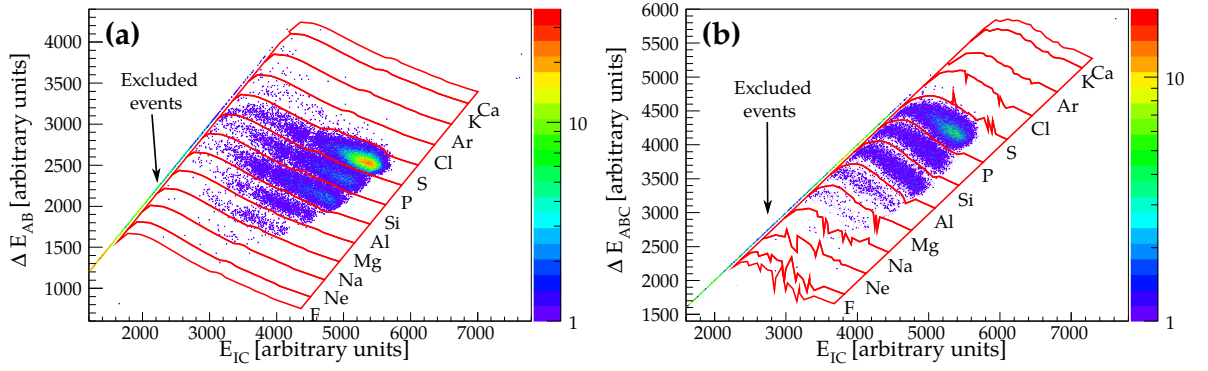 (a)
Excluded
events
Δ E_AB [arbitrary units]
4000
3500
3000
2500
2000
1500
1000
2000 3000 4000 5000 6000 7000
E_IC [arbitrary units]
Ca
K
Ar
Cl
S
P
Si
Al
Mg
Na
Ne
F
10
1
(b)
Excluded
events
Δ E_ABC [arbitrary units]
6000
5500
5000
4500
4000
3500
3000
2500
2000
1500
2000 3000 4000 5000 6000 7000
E_IC [arbitrary units]
Ca
K
Ar
Cl
S
P
Si
Al
Mg
Na
Ne
F
10
1